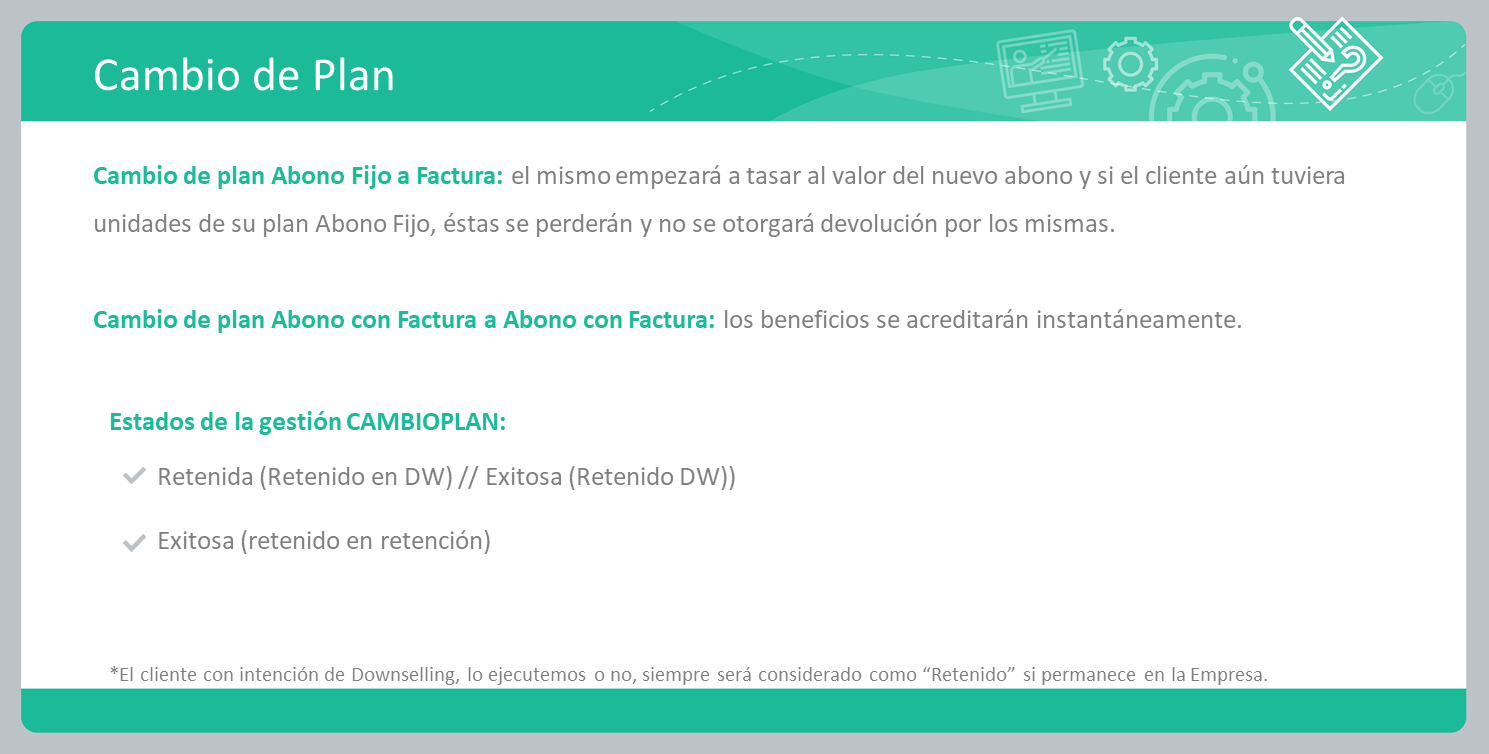 Cambio de Plan
Cambio de plan Abono Fijo a Factura: el mismo empezará a tasar al valor del nuevo abono y si el cliente aún tuviera
unidades de su plan Abono Fijo, éstas se perderán y no se otorgará devolución por los mismas.
Cambio de plan Abono con Factura a Abono con Factura: los beneficios se acreditarán instantáneamente.
Estados de la gestión CAMBIOPLAN:
Retenida (Retenido en DW) // Exitosa (Retenido DW))
Exitosa (retenido en retención)
*El cliente con intención de Downselling, lo ejecutemos o no, siempre será considerado como “Retenido” si permanece en la Empresa.